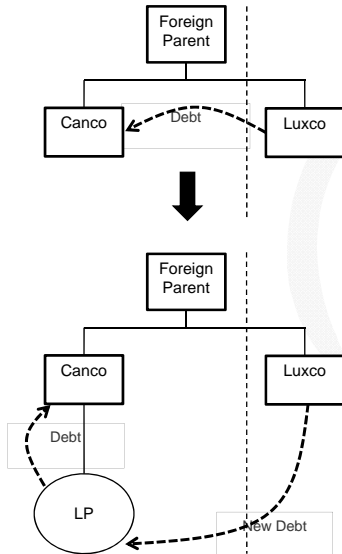 Foreign
Parent
Canco
Debt
Luxco
Foreign
Parent
Canco
Luxco
Debt
LP
New Debt